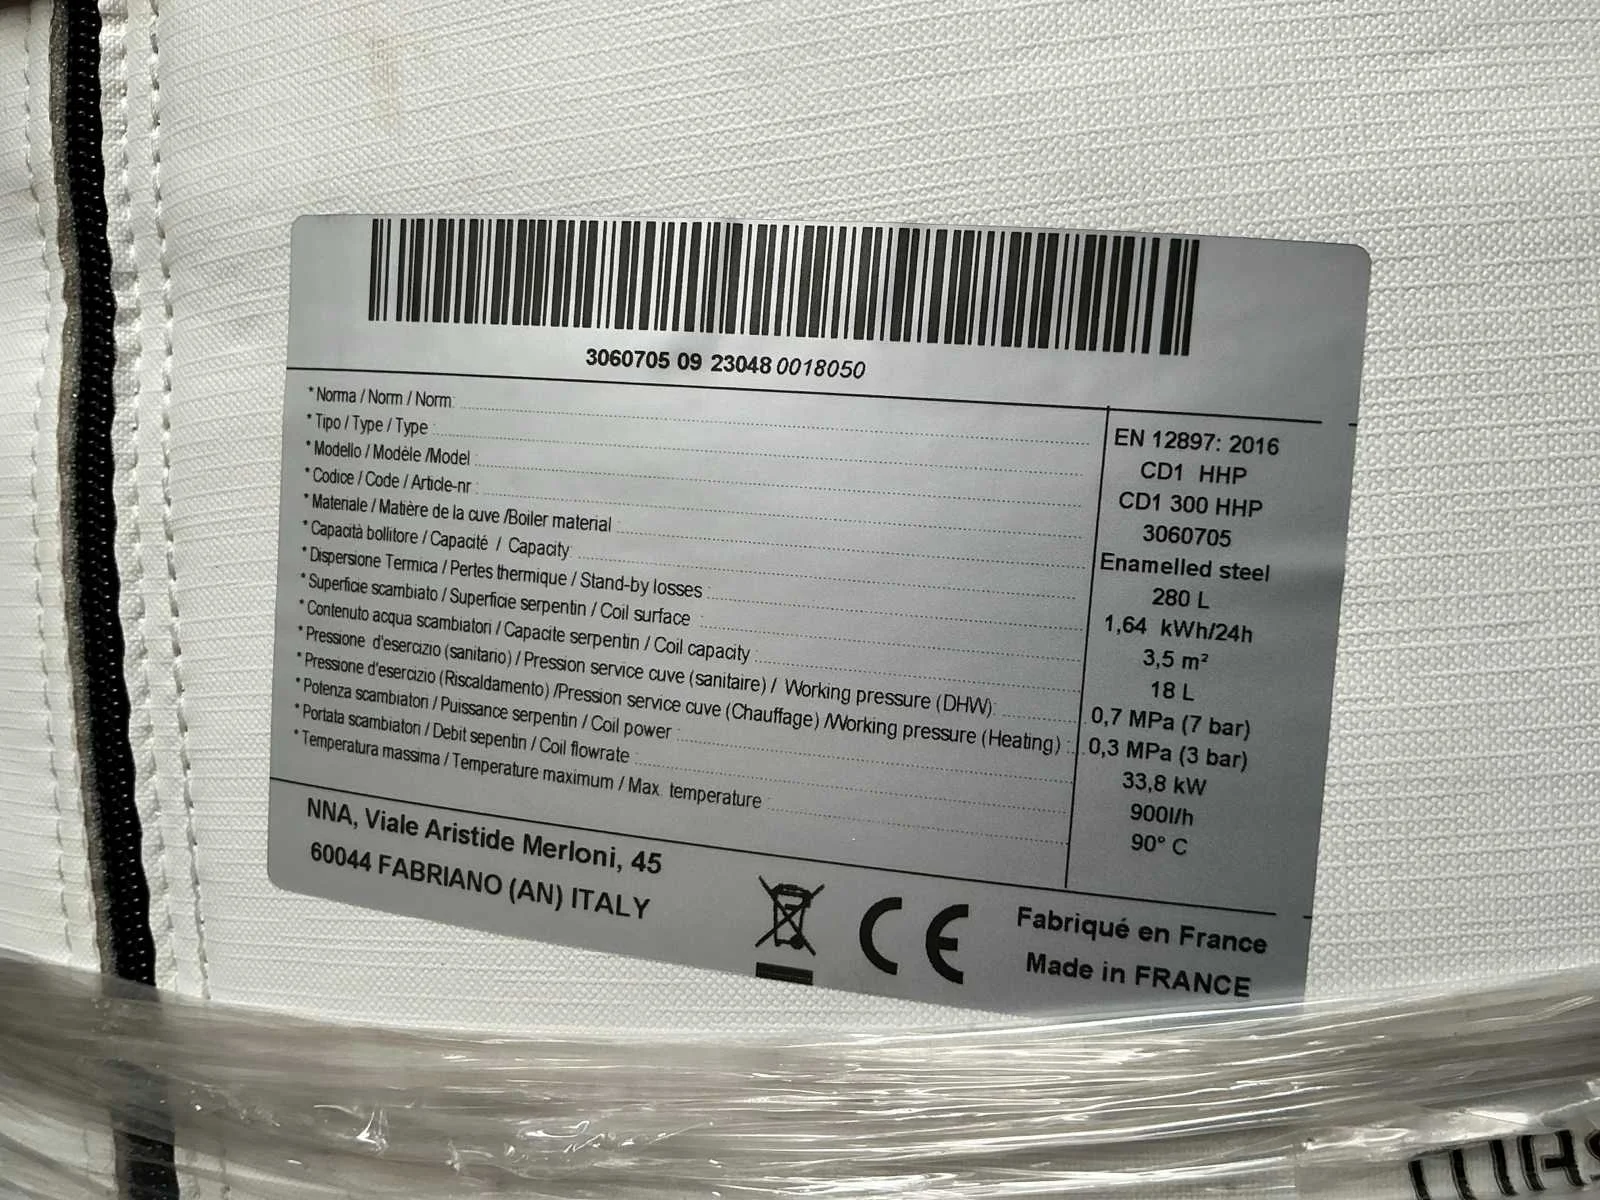 3060705 09 23048 0018050
* Norma / Norm / Norm: EN 12897: 2016
* Tipo / Type / Type : CD1 HHP
* Modello / Modèle /Model : CD1 300 HHP
* Codice / Code / Article-nr : 3060705
* Materiale / Matière de la cuve /Boiler material : Enamelled steel
* Capacità bollitore / Capacité / Capacity: 280 L
* Dispersione Termica / Pertes thermique / Stand-by losses : 1,64 kWh/24h
* Superficie scambiato / Superficie serpentin / Coil surface : 3,5 m²
* Contenuto acqua scambiatori / Capacite serpentin / Coil capacity : 18 L
* Pressione d'esercizio (sanitario) / Pression service cuve (sanitaire) / Working pressure (DHW): 0,7 MPa (7 bar)
* Pressione d'esercizio (Riscaldamento) /Pression service cuve (Chauffage) /Working pressure (Heating) : 0,3 MPa (3 bar)
* Potenza scambiatori / Puissance serpentin / Coil power : 33,8 kW
* Portata scambiatori / Debit sepentin / Coil flowrate : 900l/h
* Temperatura massima / Temperature maximum / Max. temperature : 90° C
NNA, Viale Aristide Merloni, 45
60044 FABRIANO (AN) ITALY
CE
Fabriqué en France
Made in FRANCE